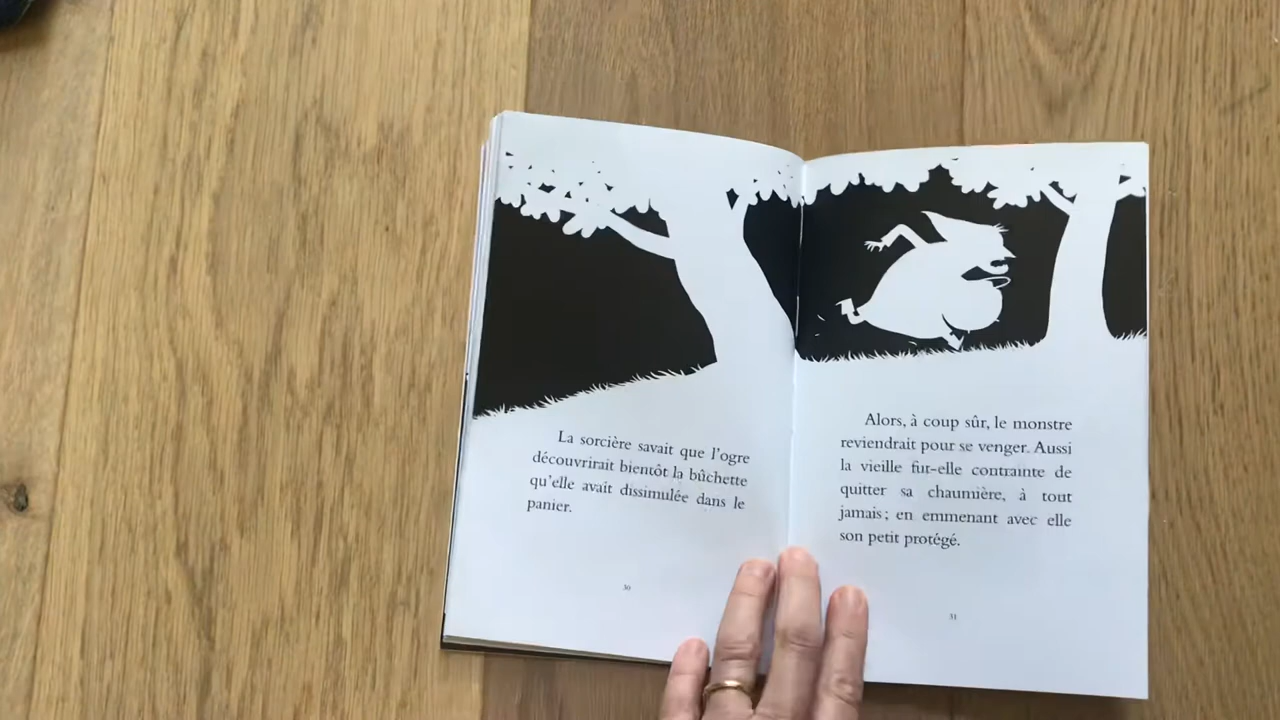 La sorcière savait que l'ogre
découvrirait bientôt la bûchette
qu'elle avait dissimulée dans le
panier.
30
Alors, à coup sûr, le monstre
reviendrait pour se venger. Aussi
la vieille fut-elle contrainte de
quitter sa chaumière, à tout
jamais ; en emmenant avec elle
son petit protégé.
31